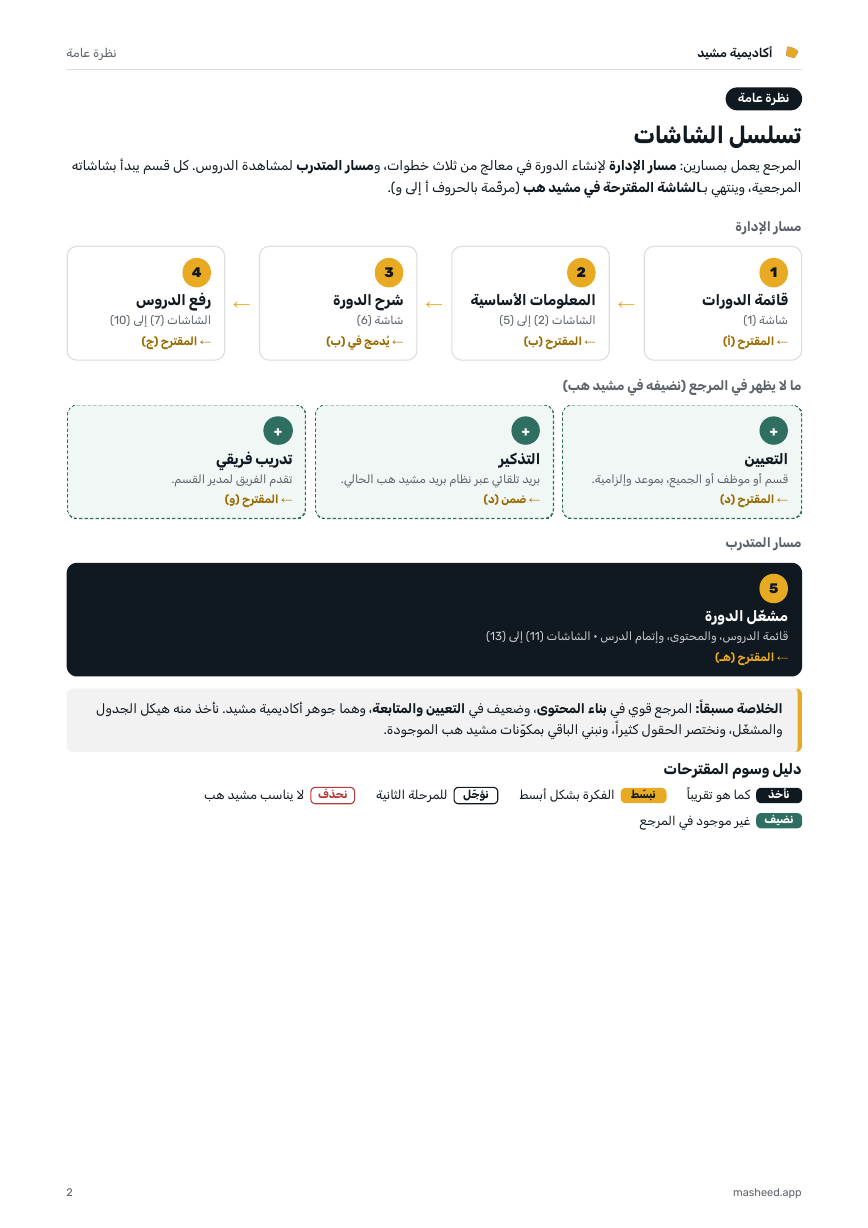 أكاديمية مشيد
نظرة عامة
نظرة عامة
تسلسل الشاشات
المرجع يعمل بمسارين: مسار الإدارة لإنشاء الدورة في معالج من ثلاث خطوات، ومسار المتدرب لمشاهدة الدروس. كل قسم يبدأ بشاشاته
المرجعية، وينتهي بـالشاشة المقترحة في مشيد هب (مرقّمة بالحروف أ إلى و).
مسار الإدارة
1
قائمة الدورات
شاشة (1)
← المقترح (أ)
←
2
المعلومات الأساسية
الشاشات (2) إلى (5)
← المقترح (ب)
←
3
شرح الدورة
شاشة (6)
← يُدمج في (ب)
←
4
رفع الدروس
الشاشات (7) إلى (10)
← المقترح (ج)
ما لا يظهر في المرجع (نضيفه في مشيد هب)
+
التعيين
قسم أو موظف أو الجميع، بموعد وإلزامية.
← المقترح (د)
+
التذكير
بريد تلقائي عبر نظام بريد مشيد هب الحالي.
← ضمن (د)
+
تدريب فريقي
تقدم الفريق لمدير القسم.
← المقترح (و)
مسار المتدرب
5
مشغّل الدورة
قائمة الدروس، والمحتوى، وإتمام الدرس • الشاشات (11) إلى (13)
← المقترح (هـ)
الخلاصة مسبقاً: المرجع قوي في بناء المحتوى، وضعيف في التعيين والمتابعة، وهما جوهر أكاديمية مشيد. نأخذ منه هيكل الجدول
والمشغّل، ونختصر الحقول كثيراً، ونبني الباقي بمكوّنات مشيد هب الموجودة.
دليل وسوم المقترحات
نأخذ كما هو تقريباً نبسّط الفكرة بشكل أبسط نؤجّل للمرحلة الثانية نحذف لا يناسب مشيد هب
نضيف غير موجود في المرجع
masheed.app
2